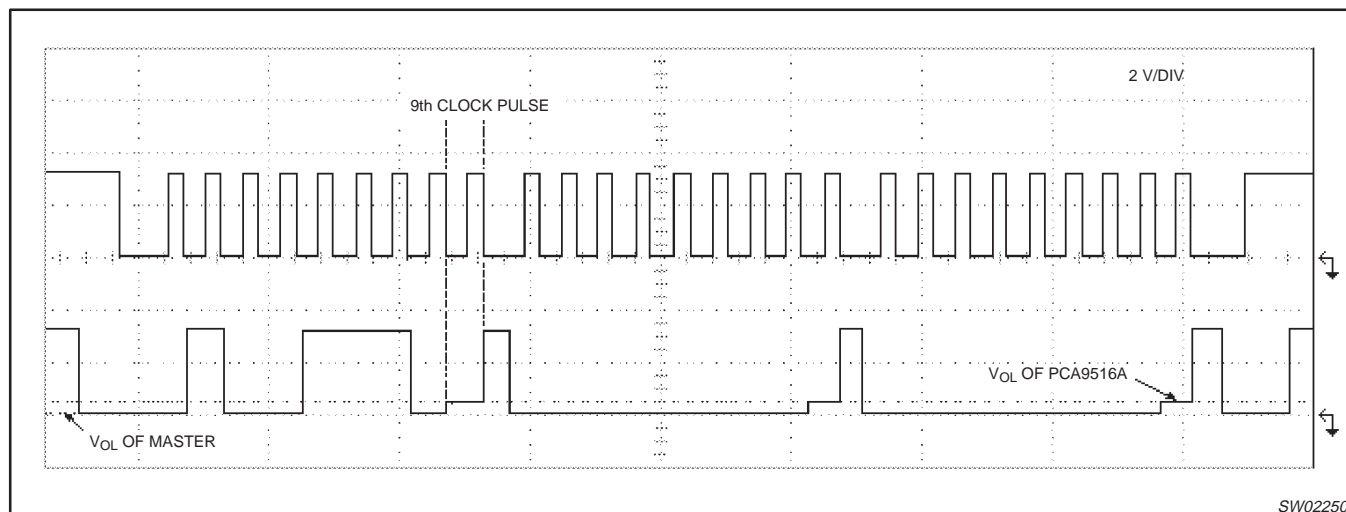 2 V/DIV
9th CLOCK PULSE
VOL OF PCA9516A
VOL OF MASTER
SW02250